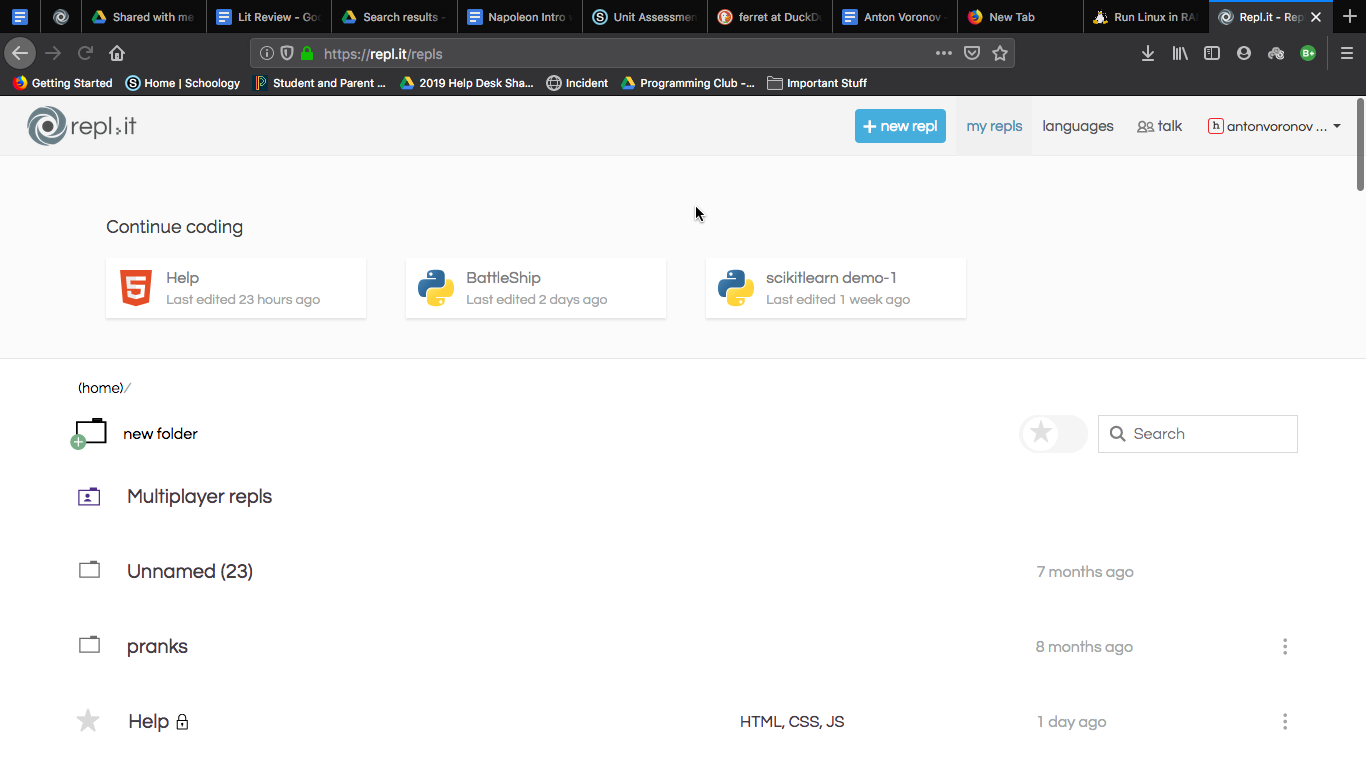 Shared with me
Lit Review - Goo
Search results -
Napoleon Intro
Unit Assessmen
ferret at DuckD
Anton Voronov -
New Tab
Run Linux in RA
Repl.it - Rep
https://repl.it/repls
Getting Started
Home | Schoology
Student and Parent ...
2019 Help Desk Sha...
Incident
Programming Club -...
Important Stuff
repl.it
+ new repl
my repls
languages
talk
antonvoronov ...
Continue coding
Help
Last edited 23 hours ago
BattleShip
Last edited 2 days ago
scikitlearn demo-1
Last edited 1 week ago
(home)/
new folder
Search
Multiplayer repls
Unnamed (23)
7 months ago
pranks
8 months ago
Help
HTML, CSS, JS
1 day ago